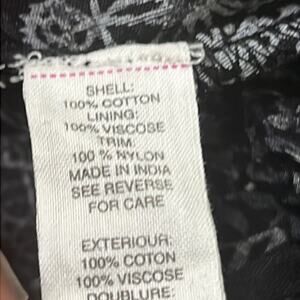 SHELL:
100% COTTON
LINING:
100% VISCOSE
TRIM:
100 % NYLON
MADE IN INDIA
SEE REVERSE
FOR CARE
EXTERIOUR:
100% COTON
100% VISCOSE
DOUBLURE: